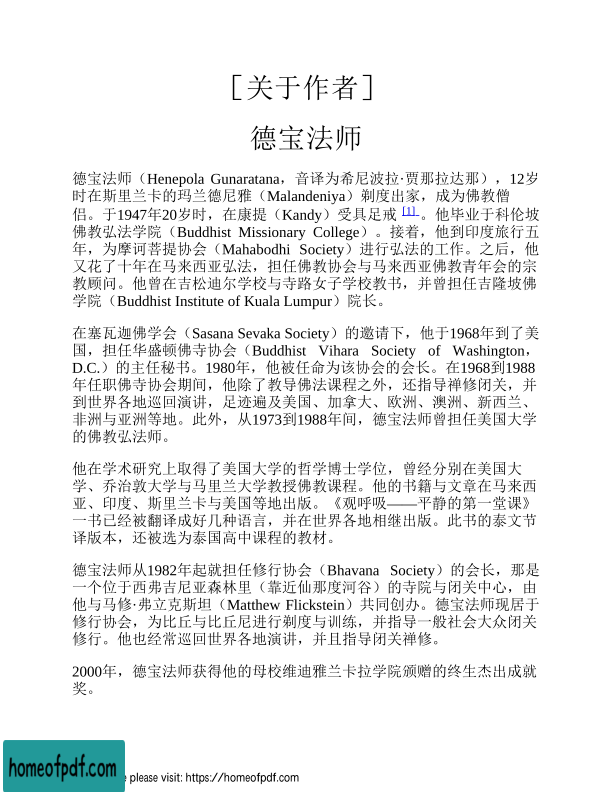 ［关于作者］
德宝法师
德宝法师（Henepola Gunaratana，音译为希尼波拉·贾那拉达那），12岁
时在斯里兰卡的玛兰德尼雅（Malandeniya）剃度出家，成为佛教僧
侣。于1947年20岁时，在康提（Kandy）受具足戒 [1] 。他毕业于科伦坡
佛教弘法学院（Buddhist Missionary College）。接着，他到印度旅行五
年，为摩诃菩提协会（Mahabodhi Society）进行弘法的工作。之后，他
又花了十年在马来西亚弘法，担任佛教协会与马来西亚佛教青年会的宗
教顾问。他曾在吉松迪尔学校与寺路女子学校教书，并曾担任吉隆坡佛
学院（Buddhist Institute of Kuala Lumpur）院长。
在塞瓦迦佛学会（Sasana Sevaka Society）的邀请下，他于1968年到了美
国，担任华盛顿佛寺协会（Buddhist Vihara Society of Washington，
D.C.）的主任秘书。1980年，他被任命为该协会的会长。在1968到1988
年任职佛寺协会期间，他除了教导佛法课程之外，还指导禅修闭关，并
到世界各地巡回演讲，足迹遍及美国、加拿大、欧洲、澳洲、新西兰、
非洲与亚洲等地。此外，从1973到1988年间，德宝法师曾担任美国大学
的佛教弘法师。
他在学术研究上取得了美国大学的哲学博士学位，曾经分别在美国大
学、乔治敦大学与马里兰大学教授佛教课程。他的书籍与文章在马来西
亚、印度、斯里兰卡与美国等地出版。《观呼吸——平静的第一堂课》
一书已经被翻译成好几种语言，并在世界各地相继出版。此书的泰文节
译版本，还被选为泰国高中课程的教材。
德宝法师从1982年起就担任修行协会（Bhavana Society）的会长，那是
一个位于西弗吉尼亚森林里（靠近仙那度河谷）的寺院与闭关中心，由
他与马修·弗立克斯坦（Matthew Flickstein）共同创办。德宝法师现居于
修行协会，为比丘与比丘尼进行剃度与训练，并指导一般社会大众闭关
修行。他也经常巡回世界各地演讲，并且指导闭关禅修。
2000年，德宝法师获得他的母校维迪雅兰卡拉学院颁赠的终生杰出成就
奖。
homeofpdf.com
please visit: https://homeofpdf.com